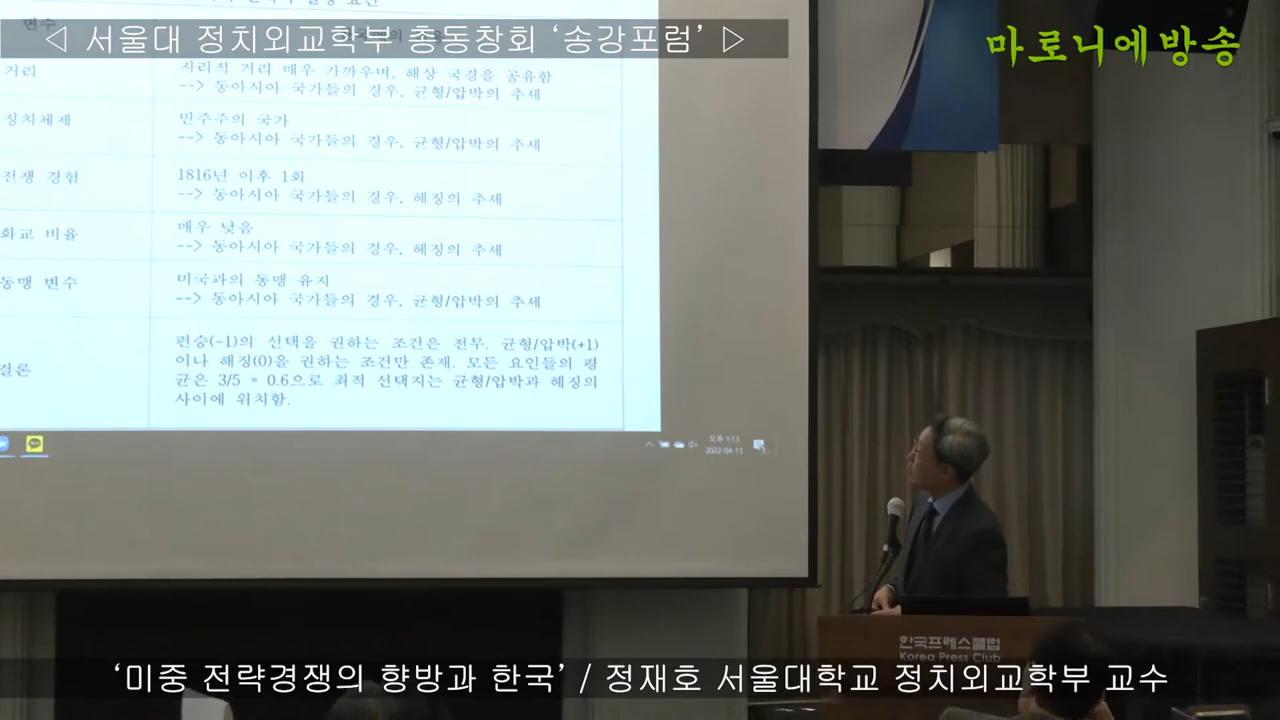 ◁ 서울대 정치외교학부 총동창회 ‘송강포럼’ ▷
마로니에방송
변수
거리
지리적 거리 매우 가까우며, 해상 국경을 공유함
--> 동아시아 국가들의 경우, 균형/압박의 추세
정치체제
민주주의 국가
--> 동아시아 국가들의 경우, 균형/압박의 추세
전쟁 경험
1816년 이후 1회
--> 동아시아 국가들의 경우, 헤징의 추세
화교 비율
매우 낮음
--> 동아시아 국가들의 경우, 헤징의 추세
동맹 변수
미국과의 동맹 유지
--> 동아시아 국가들의 경우, 균형/압박의 추세
결론
편승(-1)의 선택을 권하는 조건은 전무. 균형/압박(+1)
이나 해징(0)을 권하는 조건만 존재. 모든 요인들의 평
균은 3/5 = 0.6으로 최적 선택지는 균형/압박과 헤징의
사이에 위치함.
오후 1:13
2022-04-13
한국프레스클럽
Korea Press Club
‘미중 전략경쟁의 향방과 한국’ / 정재호 서울대학교 정치외교학부 교수